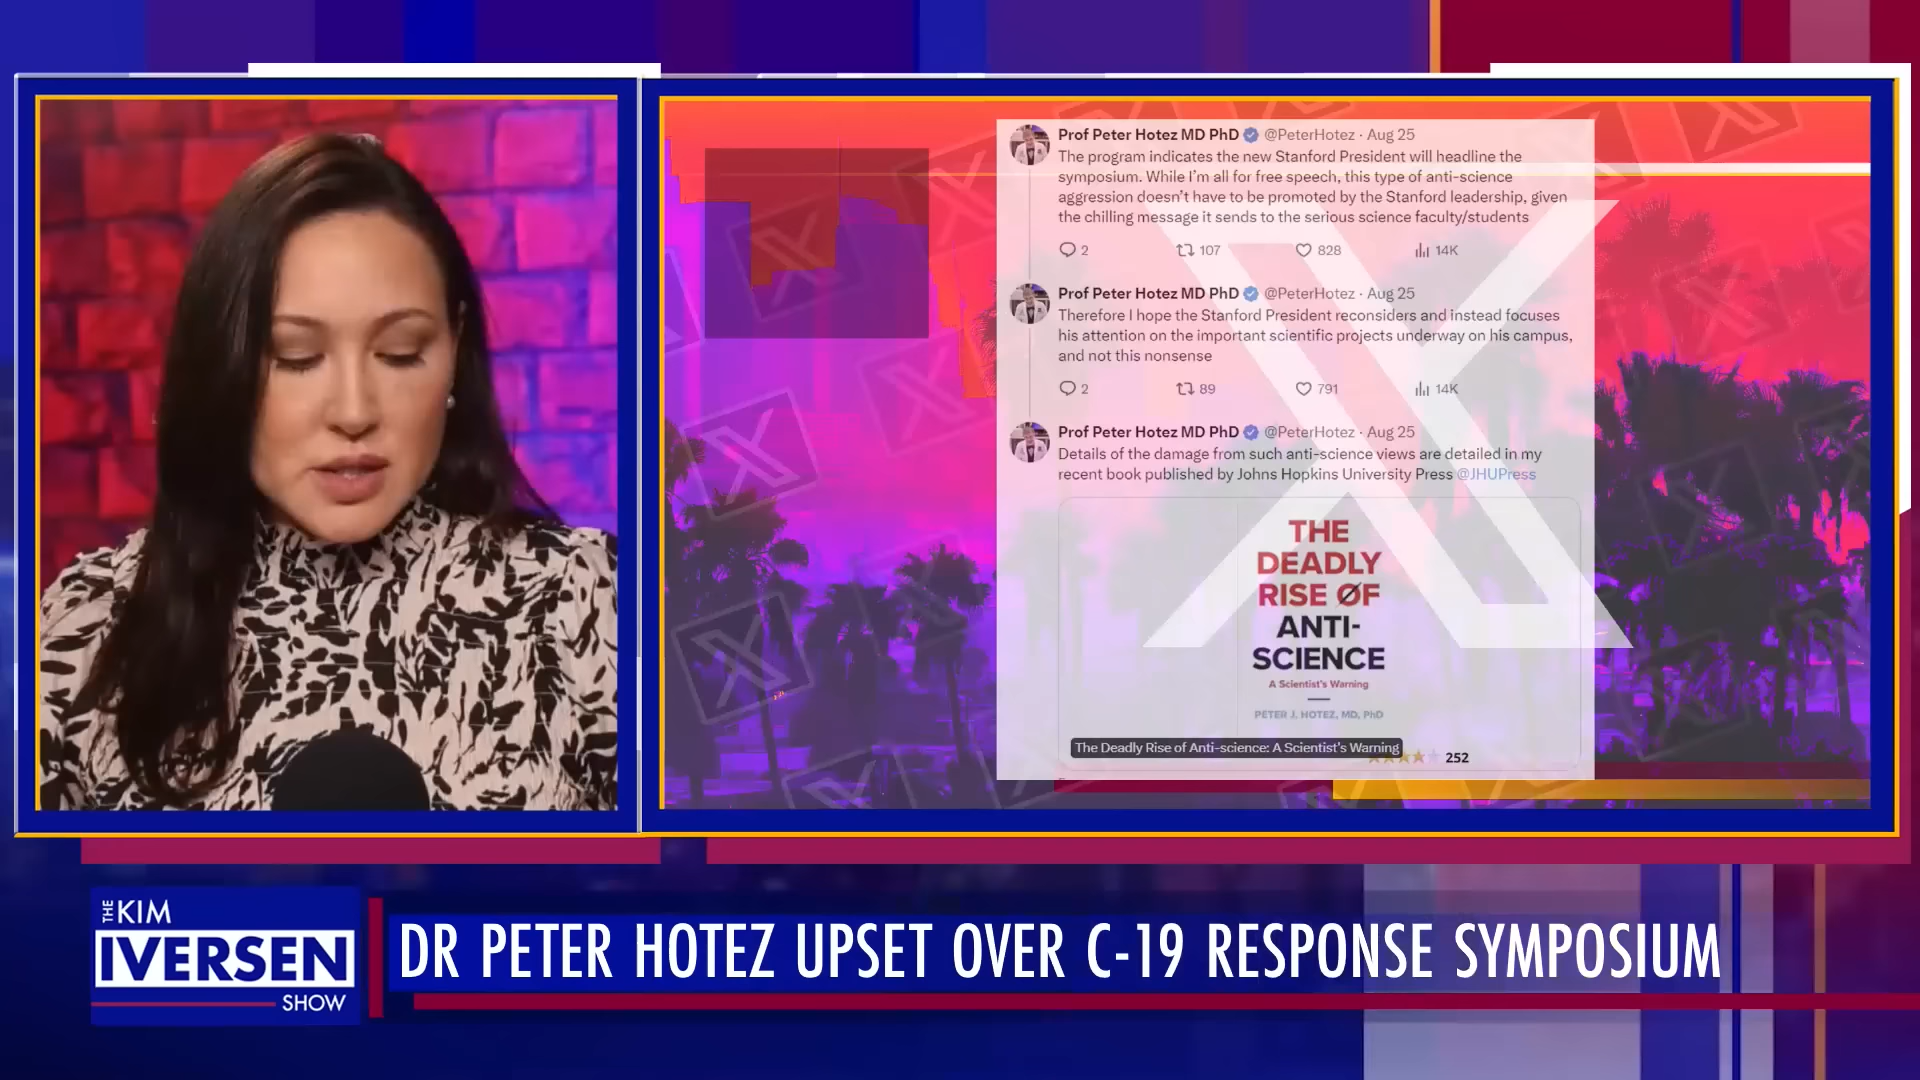 Prof Peter Hotez MD PhD @PeterHotez · Aug 25
The program indicates the new Stanford President will headline the
symposium. While I'm all for free speech, this type of anti-science
aggression doesn't have to be promoted by the Stanford leadership, given
the chilling message it sends to the serious science faculty/students
2 107 828 14K
Prof Peter Hotez MD PhD @PeterHotez · Aug 25
Therefore I hope the Stanford President reconsiders and instead focuses
his attention on the important scientific projects underway on his campus,
and not this nonsense
2 89 791 14K
Prof Peter Hotez MD PhD @PeterHotez · Aug 25
Details of the damage from such anti-science views are detailed in my
recent book published by Johns Hopkins University Press @JHUPress
THE
DEADLY
RISE OF
ANTI-
SCIENCE
A Scientist's Warning
PETER J. HOTEZ, MD, PhD
The Deadly Rise of Anti-science: A Scientist's Warning
252
THE KIM
IVERSEN
SHOW
DR PETER HOTEZ UPSET OVER C-19 RESPONSE SYMPOSIUM